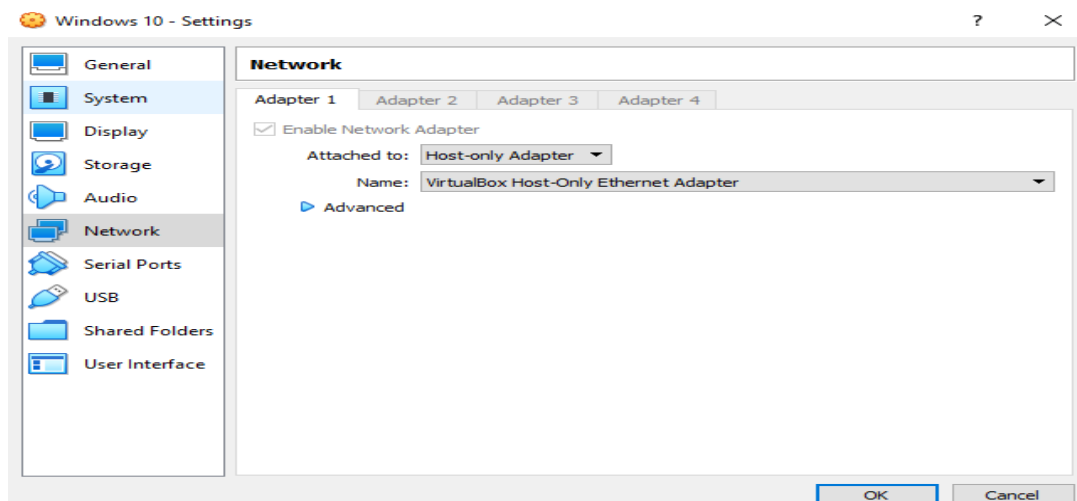 Windows 10 - Settings
? ×
General
System
Display
Storage
Audio
Network
Serial Ports
USB
Shared Folders
User Interface
Network
Adapter 1 Adapter 2 Adapter 3 Adapter 4
Enable Network Adapter
Attached to: Host-only Adapter
Name: VirtualBox Host-Only Ethernet Adapter
Advanced
OK Cancel